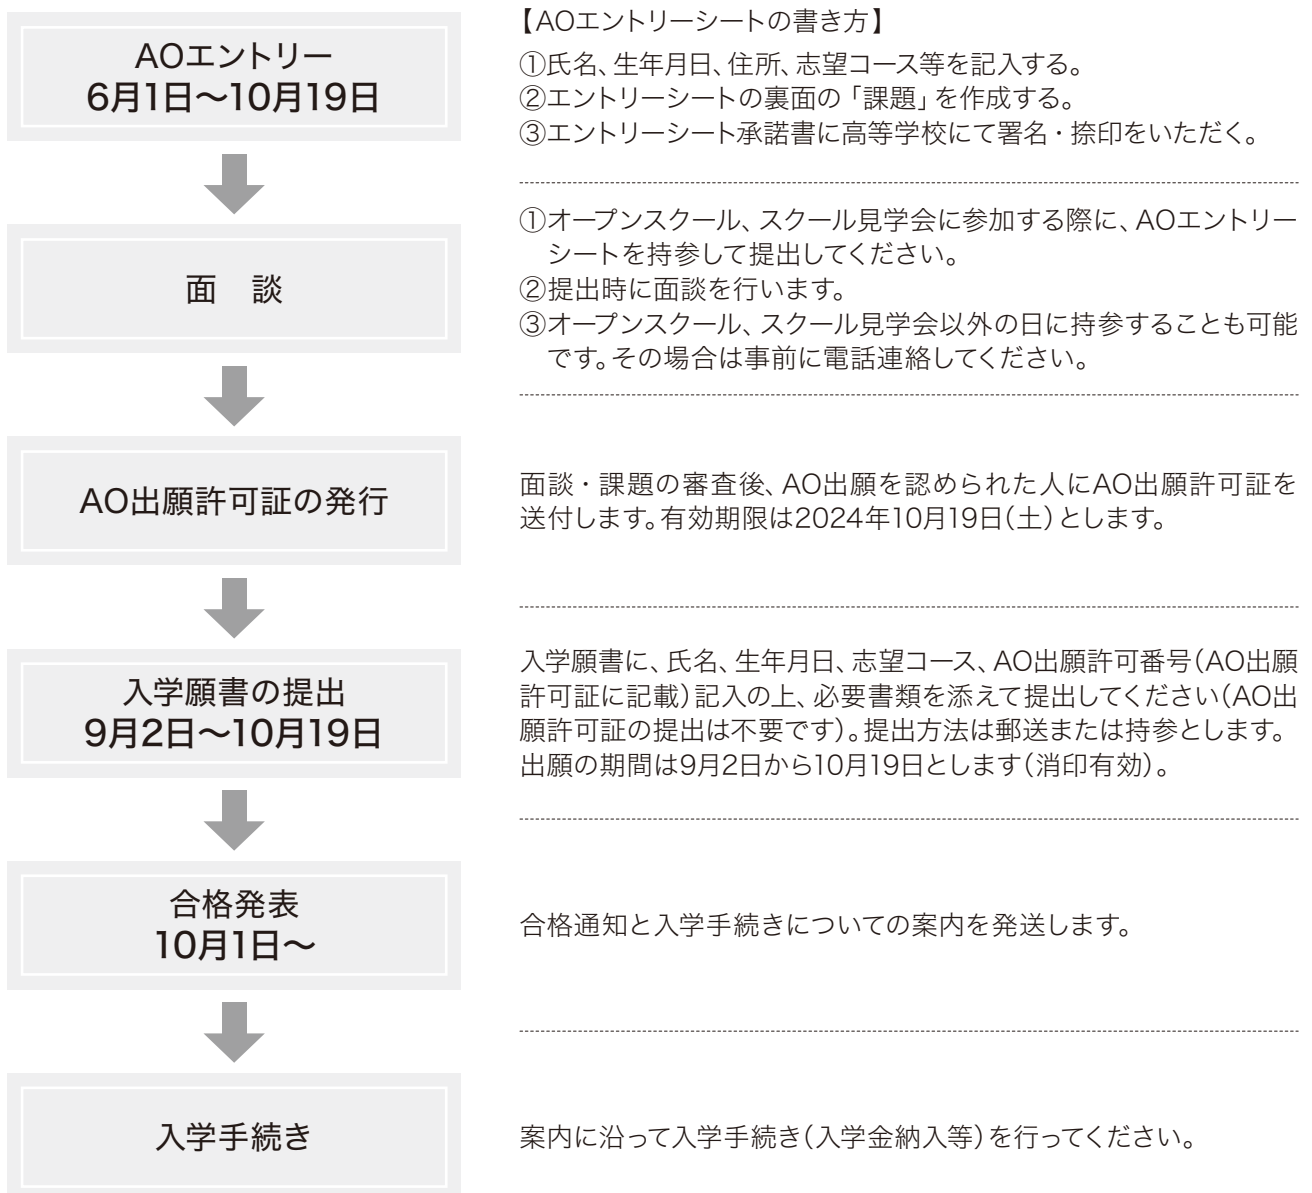 AOエントリー
6月1日〜10月19日
【AOエントリーシートの書き方】
①氏名、生年月日、住所、志望コース等を記入する。
②エントリーシートの裏面の「課題」を作成する。
③エントリーシート承諾書に高等学校にて署名・捺印をいただく。
面　談
①オープンスクール、スクール見学会に参加する際に、AOエントリー
シートを持参して提出してください。
②提出時に面談を行います。
③オープンスクール、スクール見学会以外の日に持参することも可能
です。その場合は事前に電話連絡してください。
AO出願許可証の発行
面談・課題の審査後、AO出願を認められた人にAO出願許可証を
送付します。有効期限は2024年10月19日(土)とします。
入学願書の提出
9月2日〜10月19日
入学願書に、氏名、生年月日、志望コース、AO出願許可番号(AO出願
許可証に記載)記入の上、必要書類を添えて提出してください(AO出
願許可証の提出は不要です)。提出方法は郵送または持参とします。
出願の期間は9月2日から10月19日とします(消印有効)。
合格発表
10月1日〜
合格通知と入学手続きについての案内を発送します。
入学手続き
案内に沿って入学手続き(入学金納入等)を行ってください。